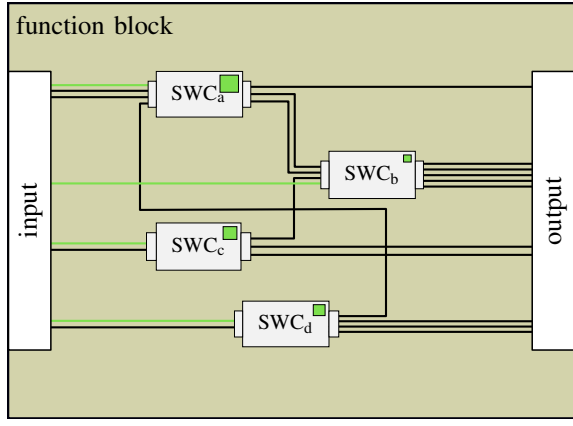 function block
SWCa
SWCb
input
output
SWCc
SWCd